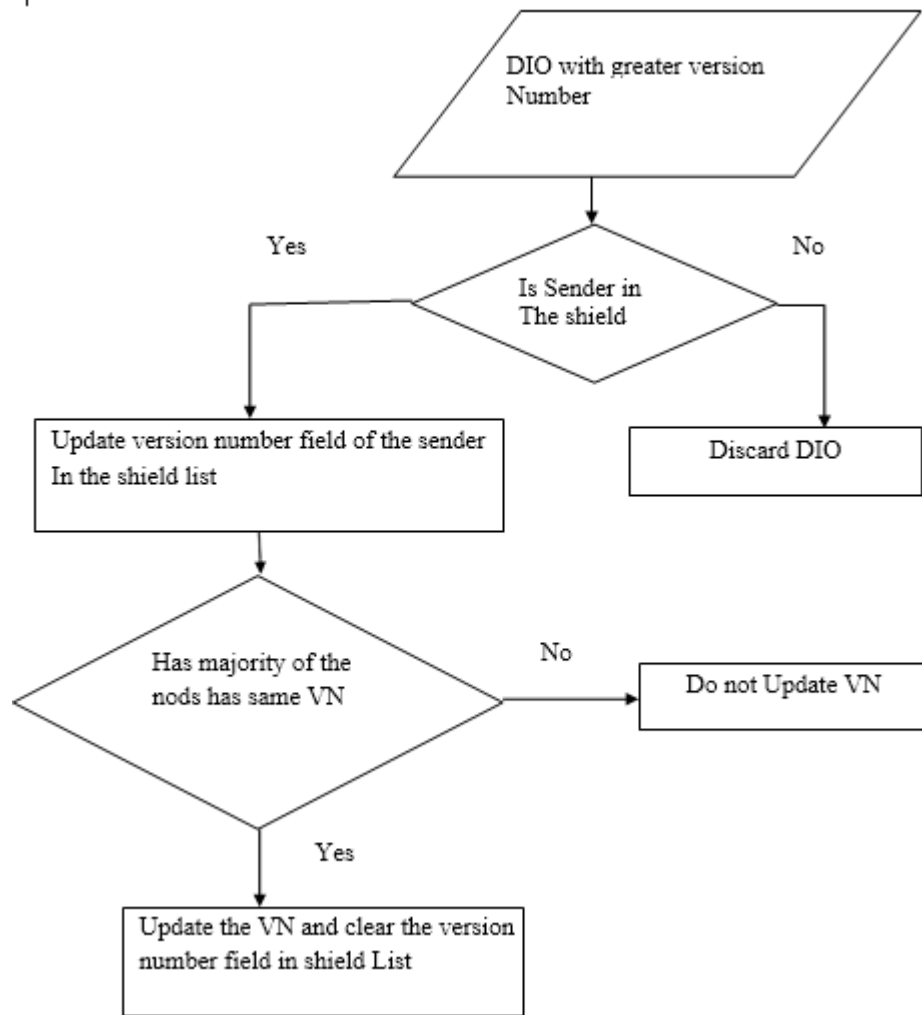 DIO with greater version
Number
Yes
No
Is Sender in
The shield
Update version number field of the sender
In the shield list
Discard DIO
Has majority of the
nods has same VN
No
Do not Update VN
Yes
Update the VN and clear the version
number field in shield List